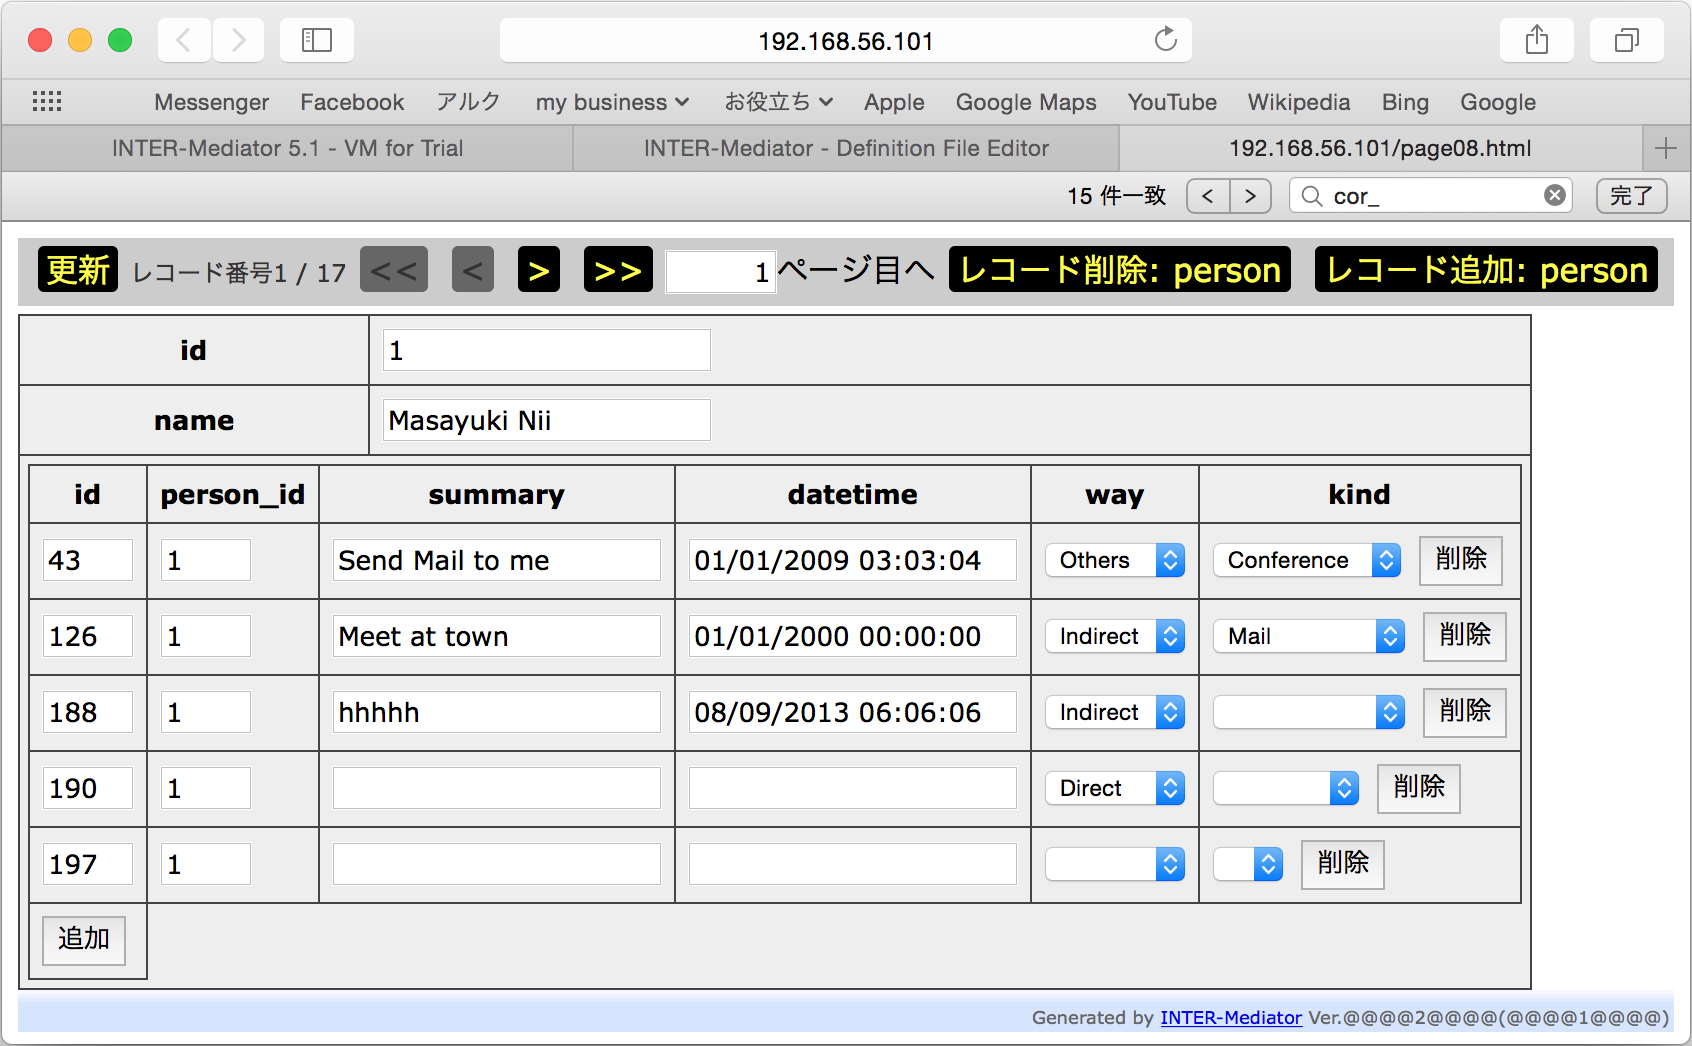 192.168.56.101
Messenger Facebook アルク my business お役立ち Apple Google Maps YouTube Wikipedia Bing Google
INTER-Mediator 5.1 - VM for Trial INTER-Mediator - Definition File Editor 192.168.56.101/page08.html
15 件一致 < > cor_ 完了
更新 レコード番号1 / 17 << < > >> 1 ページ目へ レコード削除: person レコード追加: person
id 1
name Masayuki Nii
id person_id summary datetime way kind
43 1 Send Mail to me 01/01/2009 03:03:04 Others Conference 削除
126 1 Meet at town 01/01/2000 00:00:00 Indirect Mail 削除
188 1 hhhhh 08/09/2013 06:06:06 Indirect 削除
190 1 Direct 削除
197 1 削除
追加
Generated by INTER-Mediator Ver.@@@@2@@@@(@@@@1@@@@)